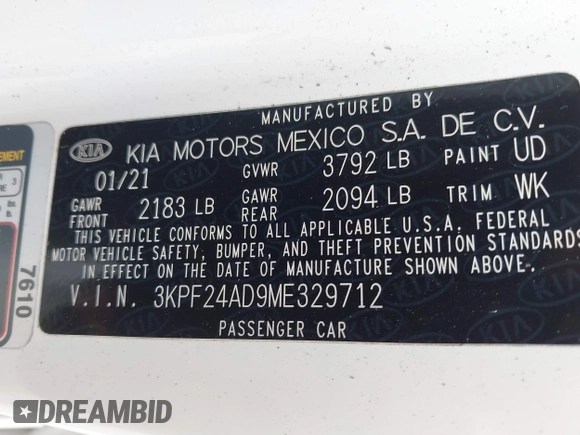 MANUFACTURED BY
KIA KIA MOTORS MEXICO S.A. DE C.V.
01/21 GVWR 3792 LB PAINT UD
GAWR FRONT 2183 LB GAWR REAR 2094 LB TRIM WK
THIS VEHICLE CONFORMS TO ALL APPLICABLE U.S.A. FEDERAL
MOTOR VEHICLE SAFETY, BUMPER, AND THEFT PREVENTION STANDARDS
IN EFFECT ON THE DATE OF MANUFACTURE SHOWN ABOVE.
V.I.N. 3KPF24AD9ME329712
PASSENGER CAR
7610
DREAMBID